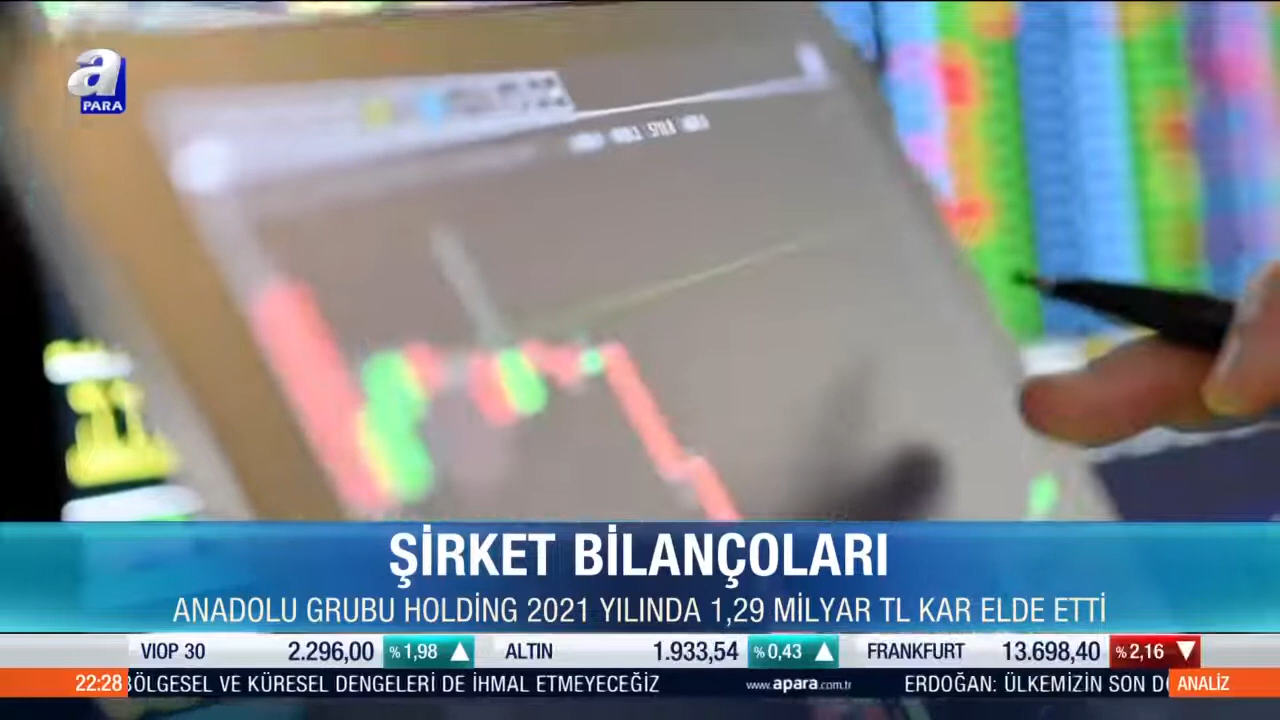 a
PARA
ŞİRKET BİLANÇOLARI
ANADOLU GRUBU HOLDİNG 2021 YILINDA 1,29 MİLYAR TL KAR ELDE ETTİ
VIOP 30 2.296,00 %1,98 ALTIN 1.933,54 %0,43 FRANKFURT 13.698,40 %2,16
22:28 BÖLGESEL VE KÜRESEL DENGELERİ DE İHMAL ETMEYECEĞİZ www.apara.com.tr ERDOĞAN: ÜLKEMİZİN SON ANALİZ